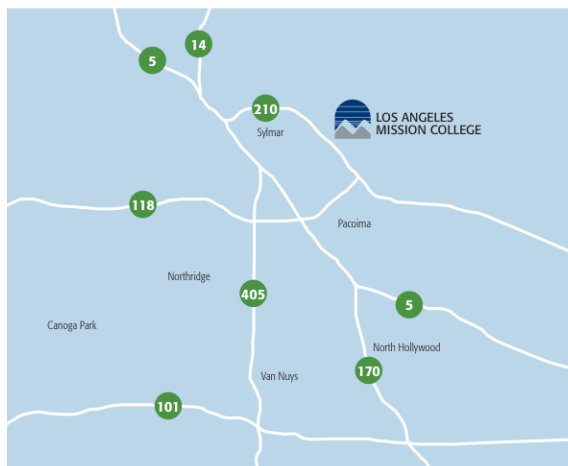 14
5
210
LOS ANGELES
MISSION COLLEGE
Sylmar
118
Pacoima
Northridge
405
5
Canoga Park
North Hollywood
170
Van Nuys
101